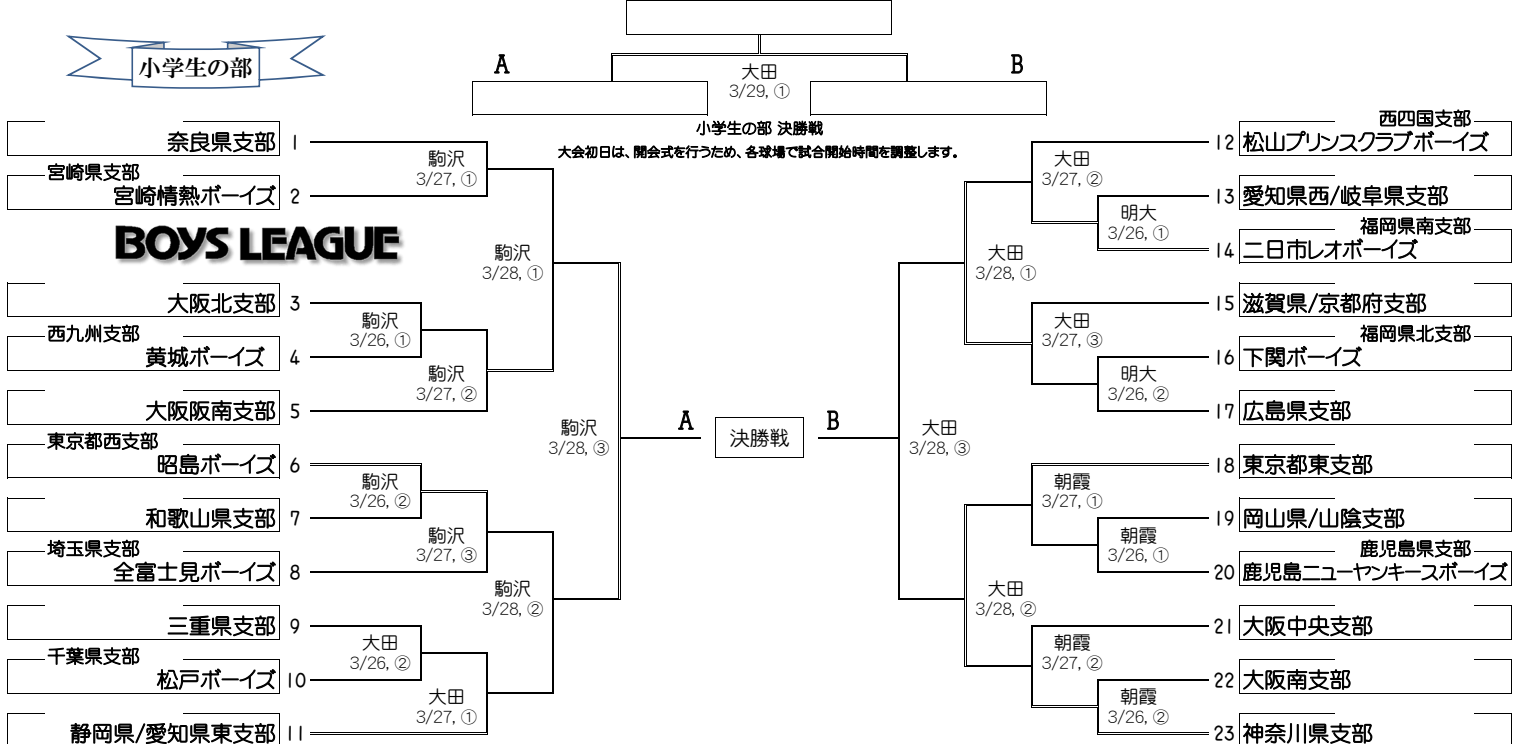 小学生の部
A
B
大田
3/29, ①
小学生の部 決勝戦
大会初日は、開会式を行うため、各球場で試合開始時間を調整します。
奈良県支部 1
宮崎県支部
宮崎情熱ボーイズ 2
駒沢
3/27, ①
BOYS LEAGUE
駒沢
3/28, ①
大阪北支部 3
西九州支部
黄城ボーイズ 4
駒沢
3/26, ①
大阪阪南支部 5
駒沢
3/27, ②
東京都西支部
昭島ボーイズ 6
駒沢
3/26, ②
和歌山県支部 7
埼玉県支部
全富士見ボーイズ 8
駒沢
3/27, ③
駒沢
3/28, ②
三重県支部 9
千葉県支部
松戸ボーイズ 10
大田
3/26, ②
静岡県/愛知県東支部 11
大田
3/27, ①
駒沢
3/28, ③
A
決勝戦
B
大田
3/28, ③
西四国支部
12 松山プリンスクラブボーイズ
大田
3/27, ②
13 愛知県西/岐阜県支部
明大
3/26, ①
福岡県南支部
14 二日市レオボーイズ
大田
3/28, ①
15 滋賀県/京都府支部
大田
3/27, ③
福岡県北支部
16 下関ボーイズ
明大
3/26, ②
17 広島県支部
18 東京都東支部
朝霞
3/27, ①
19 岡山県/山陰支部
朝霞
3/26, ①
鹿児島県支部
20 鹿児島ニューヤンキースボーイズ
大田
3/28, ②
21 大阪中央支部
朝霞
3/27, ②
22 大阪南支部
朝霞
3/26, ②
23 神奈川県支部